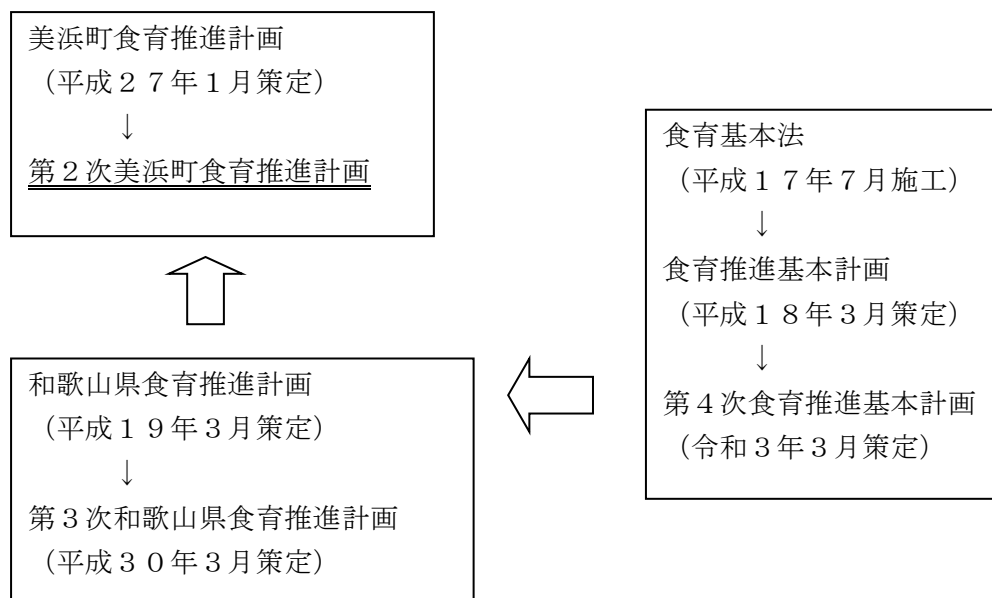 美浜町食育推進計画
（平成２７年１月策定）
↓
第２次美浜町食育推進計画
食育基本法
（平成１７年７月施工）
↓
食育推進基本計画
（平成１８年３月策定）
↓
第４次食育推進基本計画
（令和３年３月策定）
和歌山県食育推進計画
（平成１９年３月策定）
↓
第３次和歌山県食育推進計画
（平成３０年３月策定）